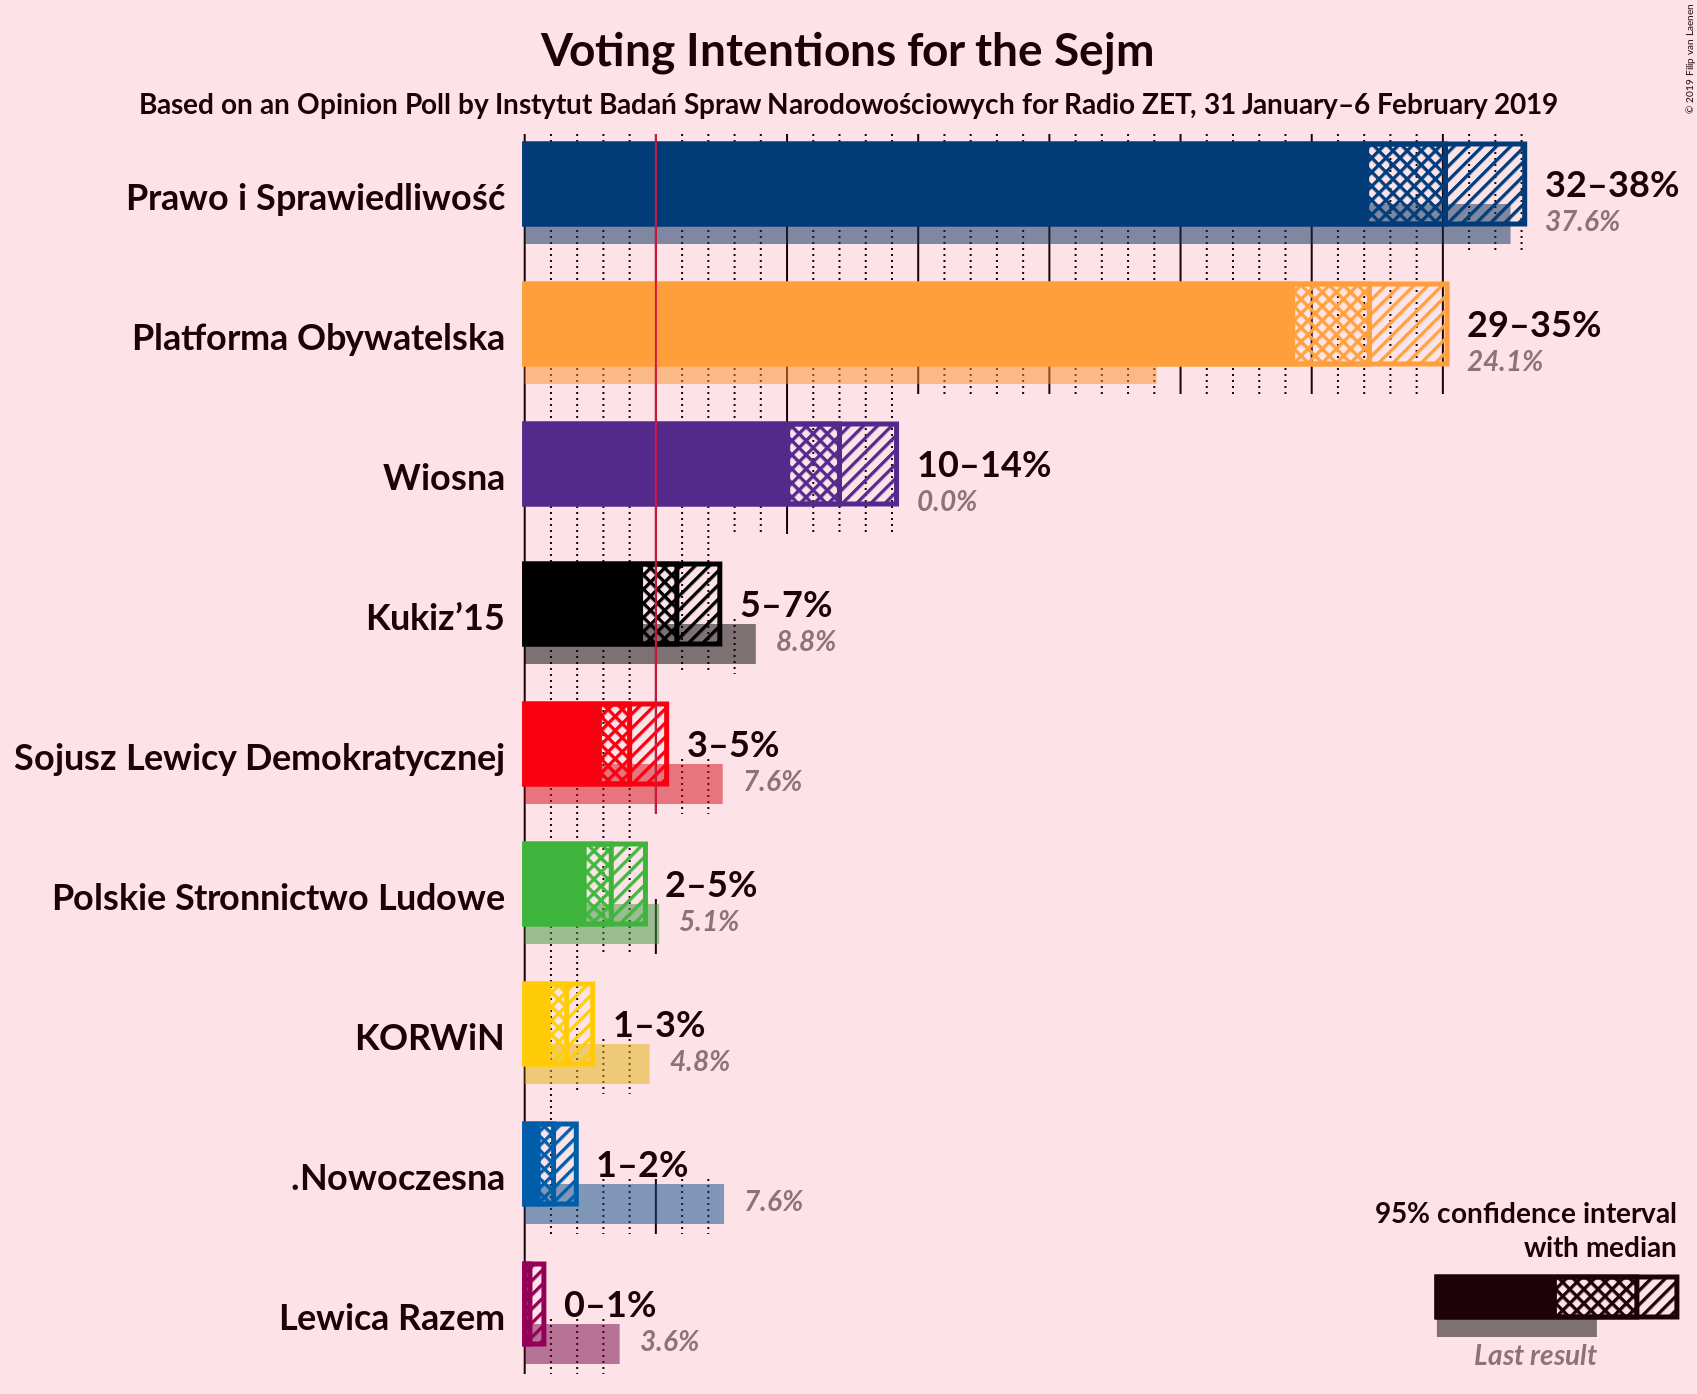 Voting Intentions for the Sejm
Based on an Opinion Poll by Instytut Badań Spraw Narodowościowych for Radio ZET, 31 January–6 February 2019
© 2019 Filip van Laenen
Prawo i Sprawiedliwość
32–38%
37.6%
Platforma Obywatelska
29–35%
24.1%
Wiosna
10–14%
0.0%
Kukiz’15
5–7%
8.8%
Sojusz Lewicy Demokratycznej
3–5%
7.6%
Polskie Stronnictwo Ludowe
2–5%
5.1%
KORWiN
1–3%
4.8%
.Nowoczesna
1–2%
7.6%
Lewica Razem
0–1%
3.6%
95% confidence interval
with median
Last result